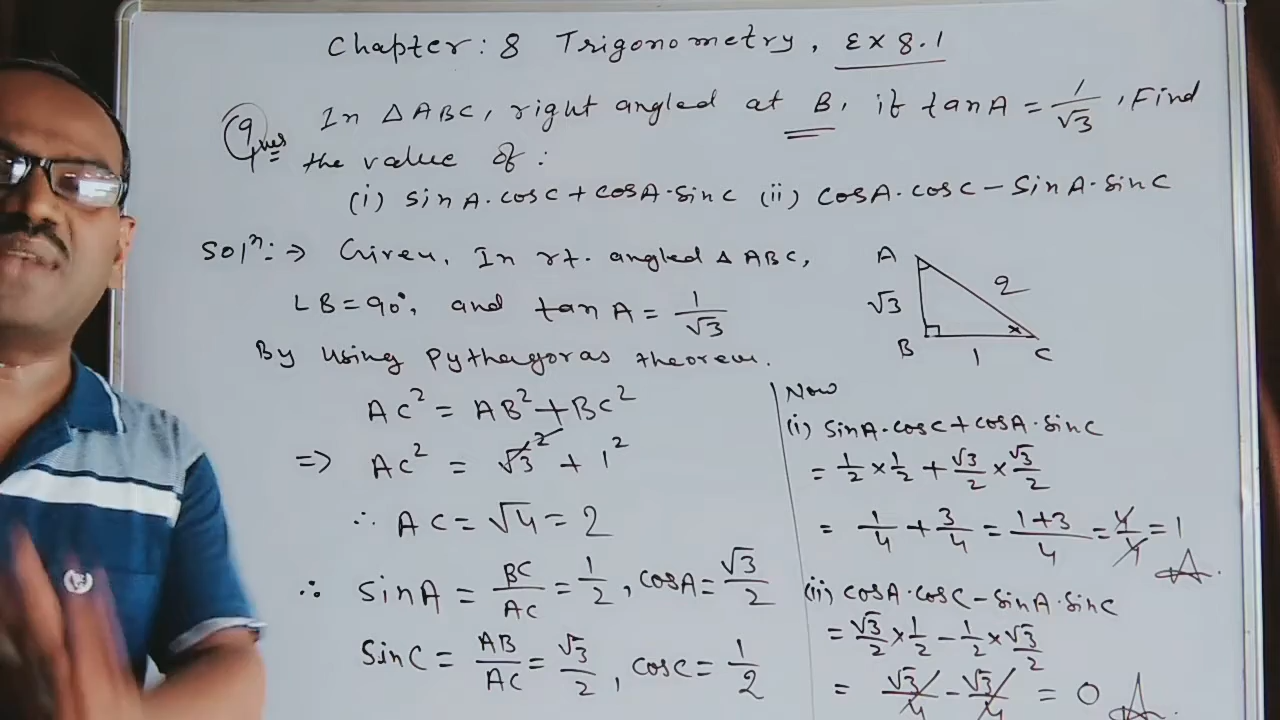 Chapter: 8 Trigonometry, Ex 8.1
Ques 9 In △ABC, right angled at B, if tanA = 1/√3, Find
the value of:
(i) sinA·cosC + cosA·sinC (ii) cosA·cosC − sinA·sinC
Solⁿ: → Given, In rt. angled △ABC,
∠B = 90°, and tanA = 1/√3
By using Pythagoras theorem.
AC² = AB² + BC²
=> AC² = √3² + 1²
∴ AC = √4 = 2
∴ sinA = BC/AC = 1/2, cosA = √3/2
sinC = AB/AC = √3/2, cosC = 1/2
A
√3
2
B
1
C
Now
(i) sinA·cosC + cosA·sinC
= 1/2 × 1/2 + √3/2 × √3/2
= 1/4 + 3/4 = 1+3/4 = 4/4 = 1 A.
(ii) cosA·cosC − sinA·sinC
= √3/2 × 1/2 − 1/2 × √3/2
= √3/4 − √3/4 = 0 A.